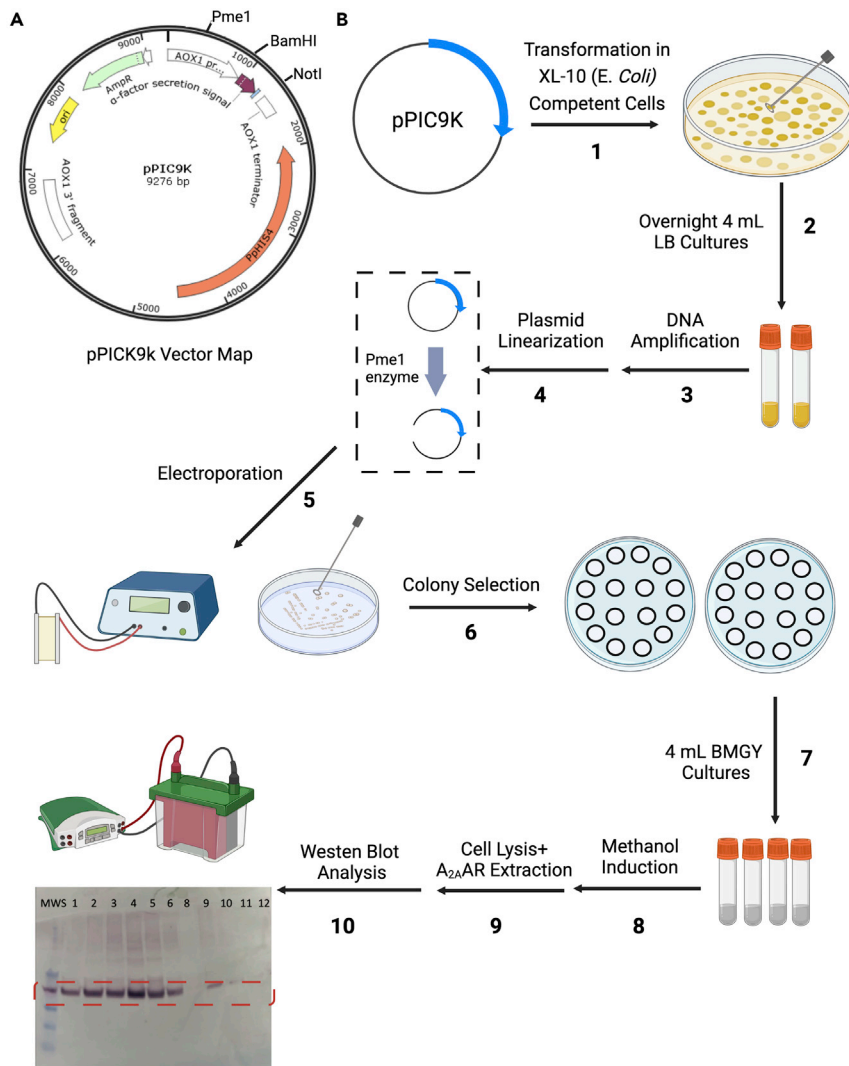 A
Pme1
BamHI
NotI
9000
1000
8000
2000
7000
3000
6000
4000
5000
AOX1 pr...
AmpR
α-factor secretion signal
ori
AOX1 terminator
AOX1 3' fragment
PpHIS4
pPIC9K
9276 bp
pPICK9k Vector Map
B
pPIC9K
Transformation in
XL-10 (E. Coli)
Competent Cells
1
Overnight 4 mL
LB Cultures
2
DNA
Amplification
3
Plasmid
Linearization
4
Pme1
enzyme
Electroporation
5
Colony Selection
6
4 mL BMGY
Cultures
7
Methanol
Induction
8
Cell Lysis+
A2AAR Extraction
9
Westen Blot
Analysis
10
MWS 1 2 3 4 5 6 8 9 10 11 12